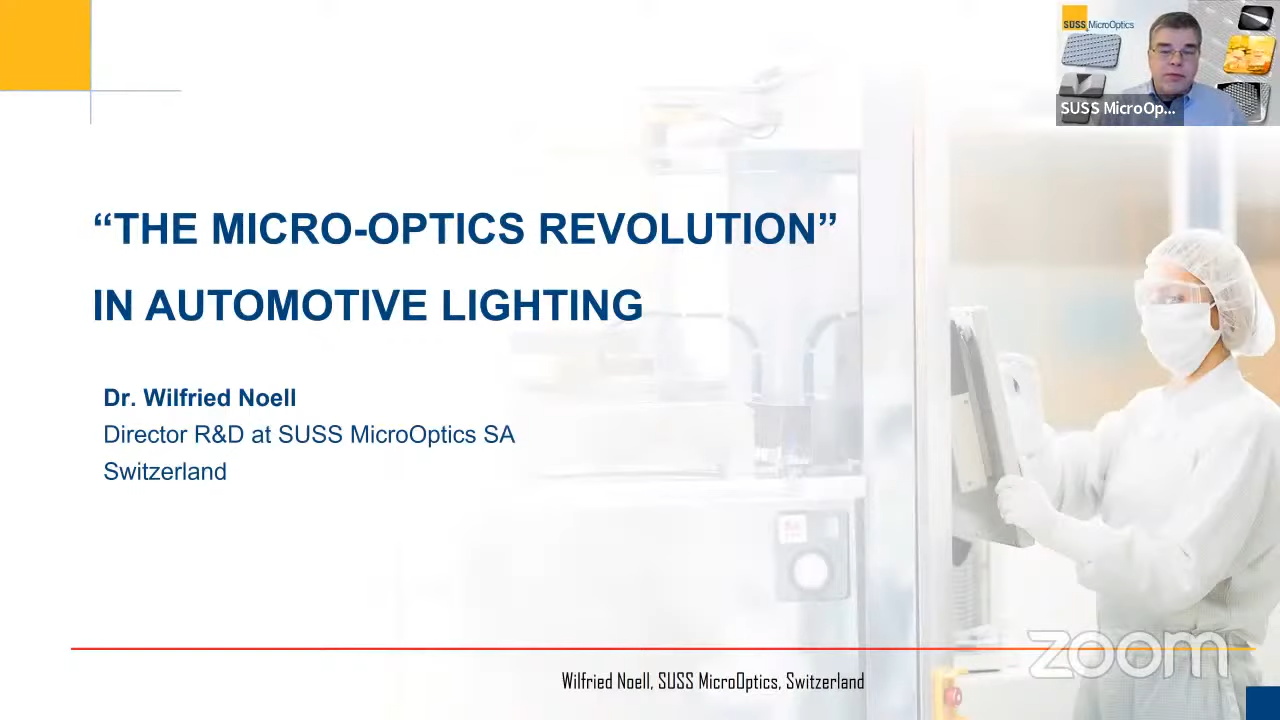 SUSS MicroOptics
SUSS MicroOp...
“THE MICRO-OPTICS REVOLUTION”
IN AUTOMOTIVE LIGHTING
Dr. Wilfried Noell
Director R&D at SUSS MicroOptics SA
Switzerland
zoom
Wilfried Noell, SUSS MicroOptics, Switzerland